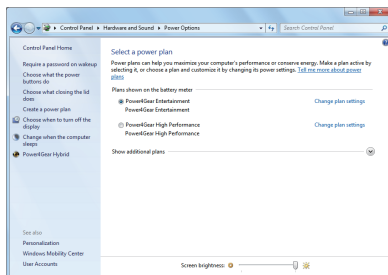 Control Panel
Hardware and Sound
Power Options
Search Control Panel
Control Panel Home
Require a password on wakeup
Choose what the power
buttons do
Choose what closing the lid
does
Create a power plan
Choose when to turn off the
display
Change when the computer
sleeps
Power4Gear Hybrid
Select a power plan
Power plans can help you maximize your computer's performance or conserve energy. Make a plan active by
selecting it, or choose a plan and customize it by changing its power settings. Tell me more about power
plans
Plans shown on the battery meter
Power4Gear Entertainment Change plan settings
Power4Gear Entertainment
Power4Gear High Performance Change plan settings
Power4Gear High Performance
Show additional plans
See also
Personalization
Windows Mobility Center
User Accounts
Screen brightness: